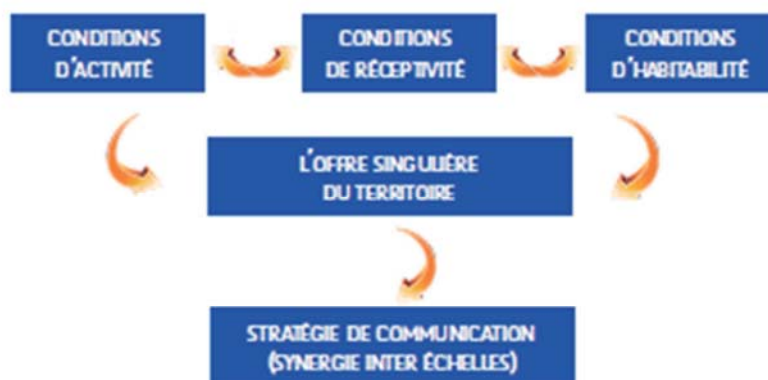 CONDITIONS
D'ACTIVITÉ
CONDITIONS
DE RÉCEPTIVITÉ
CONDITIONS
D'HABITABILITÉ
L'OFFRE SINGULIÈRE
DU TERRITOIRE
STRATÉGIE DE COMMUNICATION
(SYNERGIE INTER ÉCHELLES)